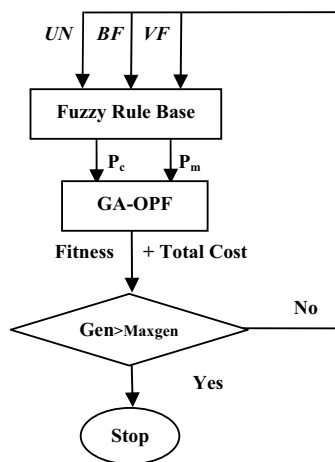 UN BF VF
Fuzzy Rule Base
Pc Pm
GA-OPF
Fitness + Total Cost
No
Gen>Maxgen
Yes
Stop